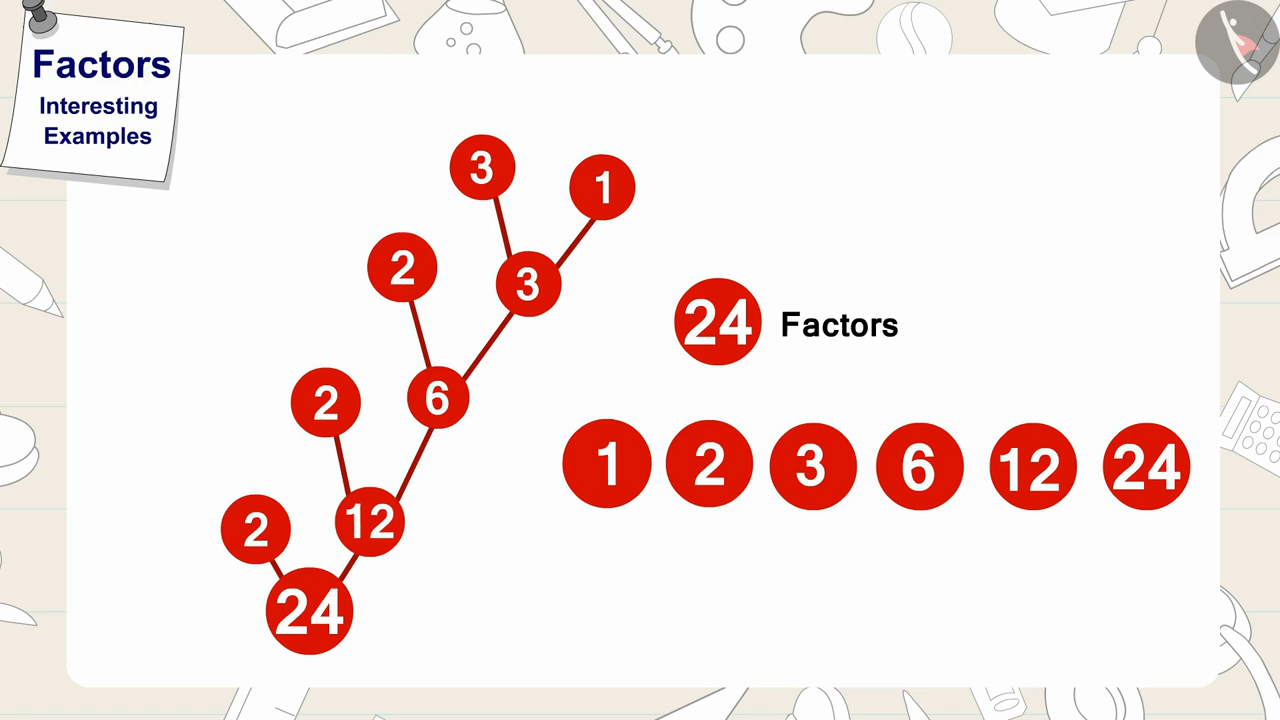 Factors
Interesting
Examples
3
1
2
3
24 Factors
2
6
1 2 3 6 12 24
2
12
24